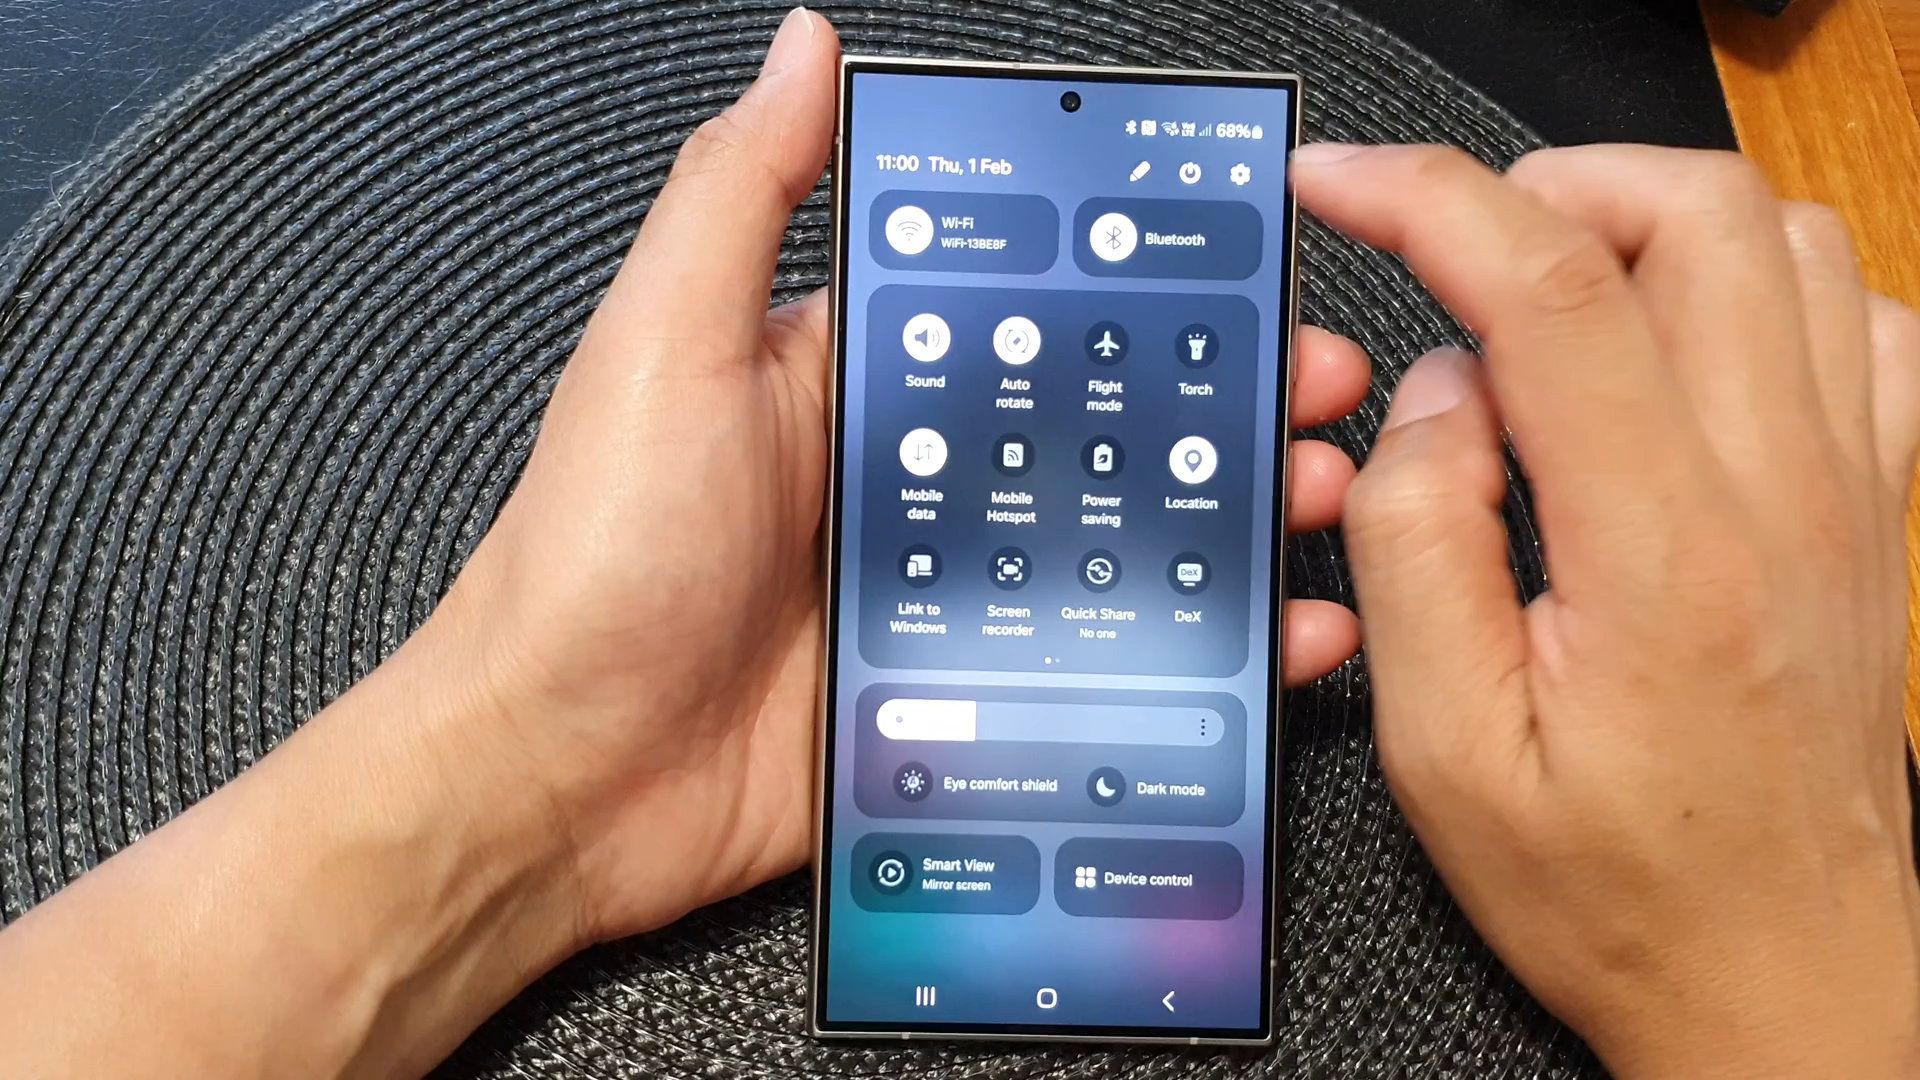 68%
11:00 Thu, 1 Feb
Wi-Fi
WiFi-13BE8F
Bluetooth
Sound
Auto
rotate
Flight
mode
Torch
Mobile
data
Mobile
Hotspot
Power
saving
Location
Link to
Windows
Screen
recorder
Quick Share
No one
DeX
DeX
Eye comfort shield
Dark mode
Smart View
Mirror screen
Device control